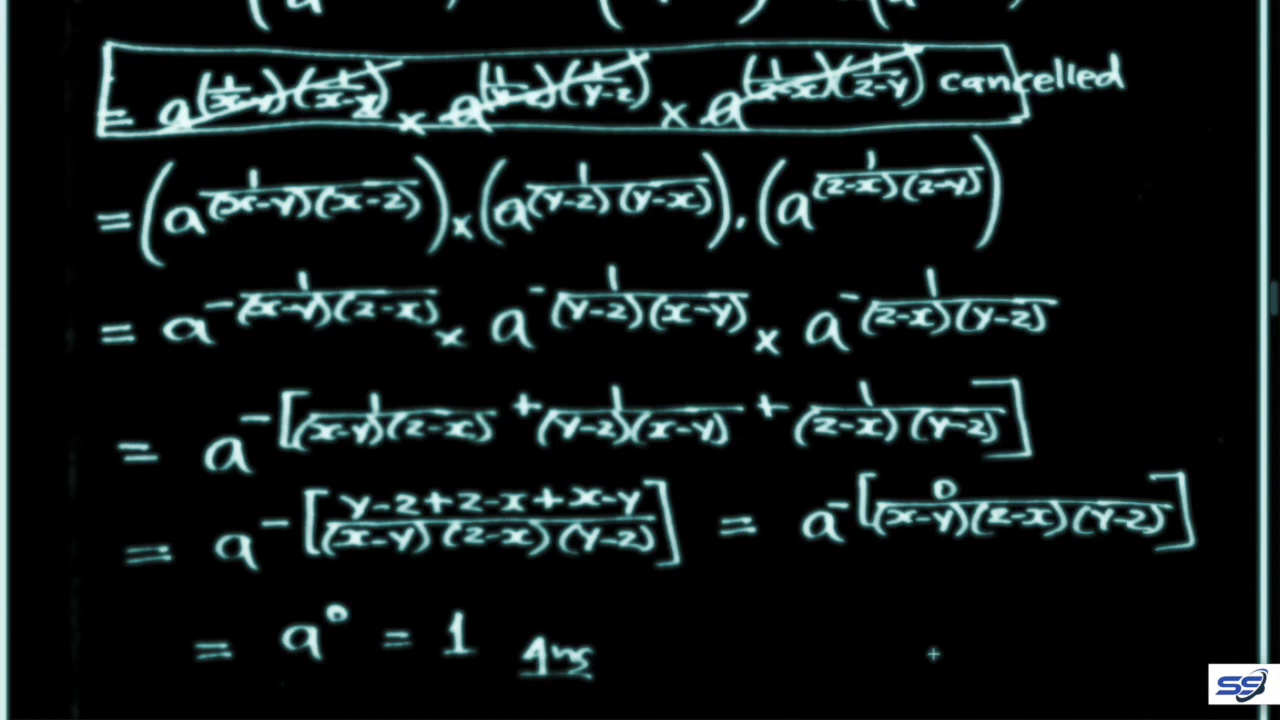 = a^(1/(x-y))(1/(x-z)) × a^(1/(y-z))(1/(y-z)) × a^(1/(z-x))(1/(z-y)) cancelled
= (a^1/(x-y)(x-z)) × (a^1/(y-z)(y-x)) . (a^1/(z-x)(z-y))
= a^-1/(x-y)(z-x) × a^-1/(y-z)(x-y) × a^-1/(z-x)(y-z)
= a^-[1/(x-y)(z-x) + 1/(y-z)(x-y) + 1/(z-x)(y-z)]
= a^-[y-z+z-x+x-y/(x-y)(z-x)(y-z)] = a^-[0/(x-y)(z-x)(y-z)]
= a^0 = 1 Ans
SS